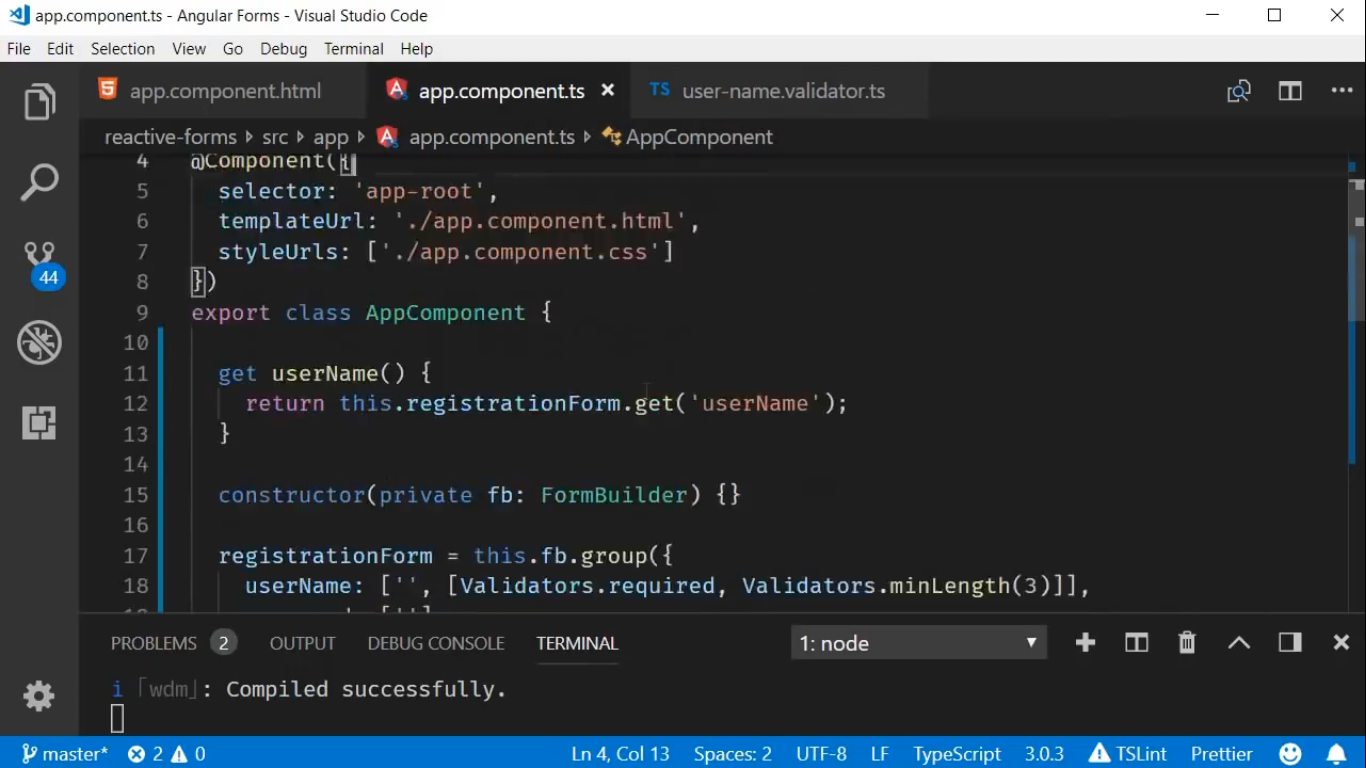 app.component.ts - Angular Forms - Visual Studio Code
File Edit Selection View Go Debug Terminal Help
app.component.html app.component.ts TS user-name.validator.ts
reactive-forms src app app.component.ts AppComponent
4 @Component({
5 selector: 'app-root',
6 templateUrl: './app.component.html',
7 styleUrls: ['./app.component.css']
8 })
9 export class AppComponent {
10
11 get userName() {
12 return this.registrationForm.get('userName');
13 }
14
15 constructor(private fb: FormBuilder) {}
16
17 registrationForm = this.fb.group({
18 userName: ['', [Validators.required, Validators.minLength(3)]],
44
PROBLEMS 2 OUTPUT DEBUG CONSOLE TERMINAL 1: node
i ｢wdm｣: Compiled successfully.
master* 2 0 Ln 4, Col 13 Spaces: 2 UTF-8 LF TypeScript 3.0.3 TSLint Prettier